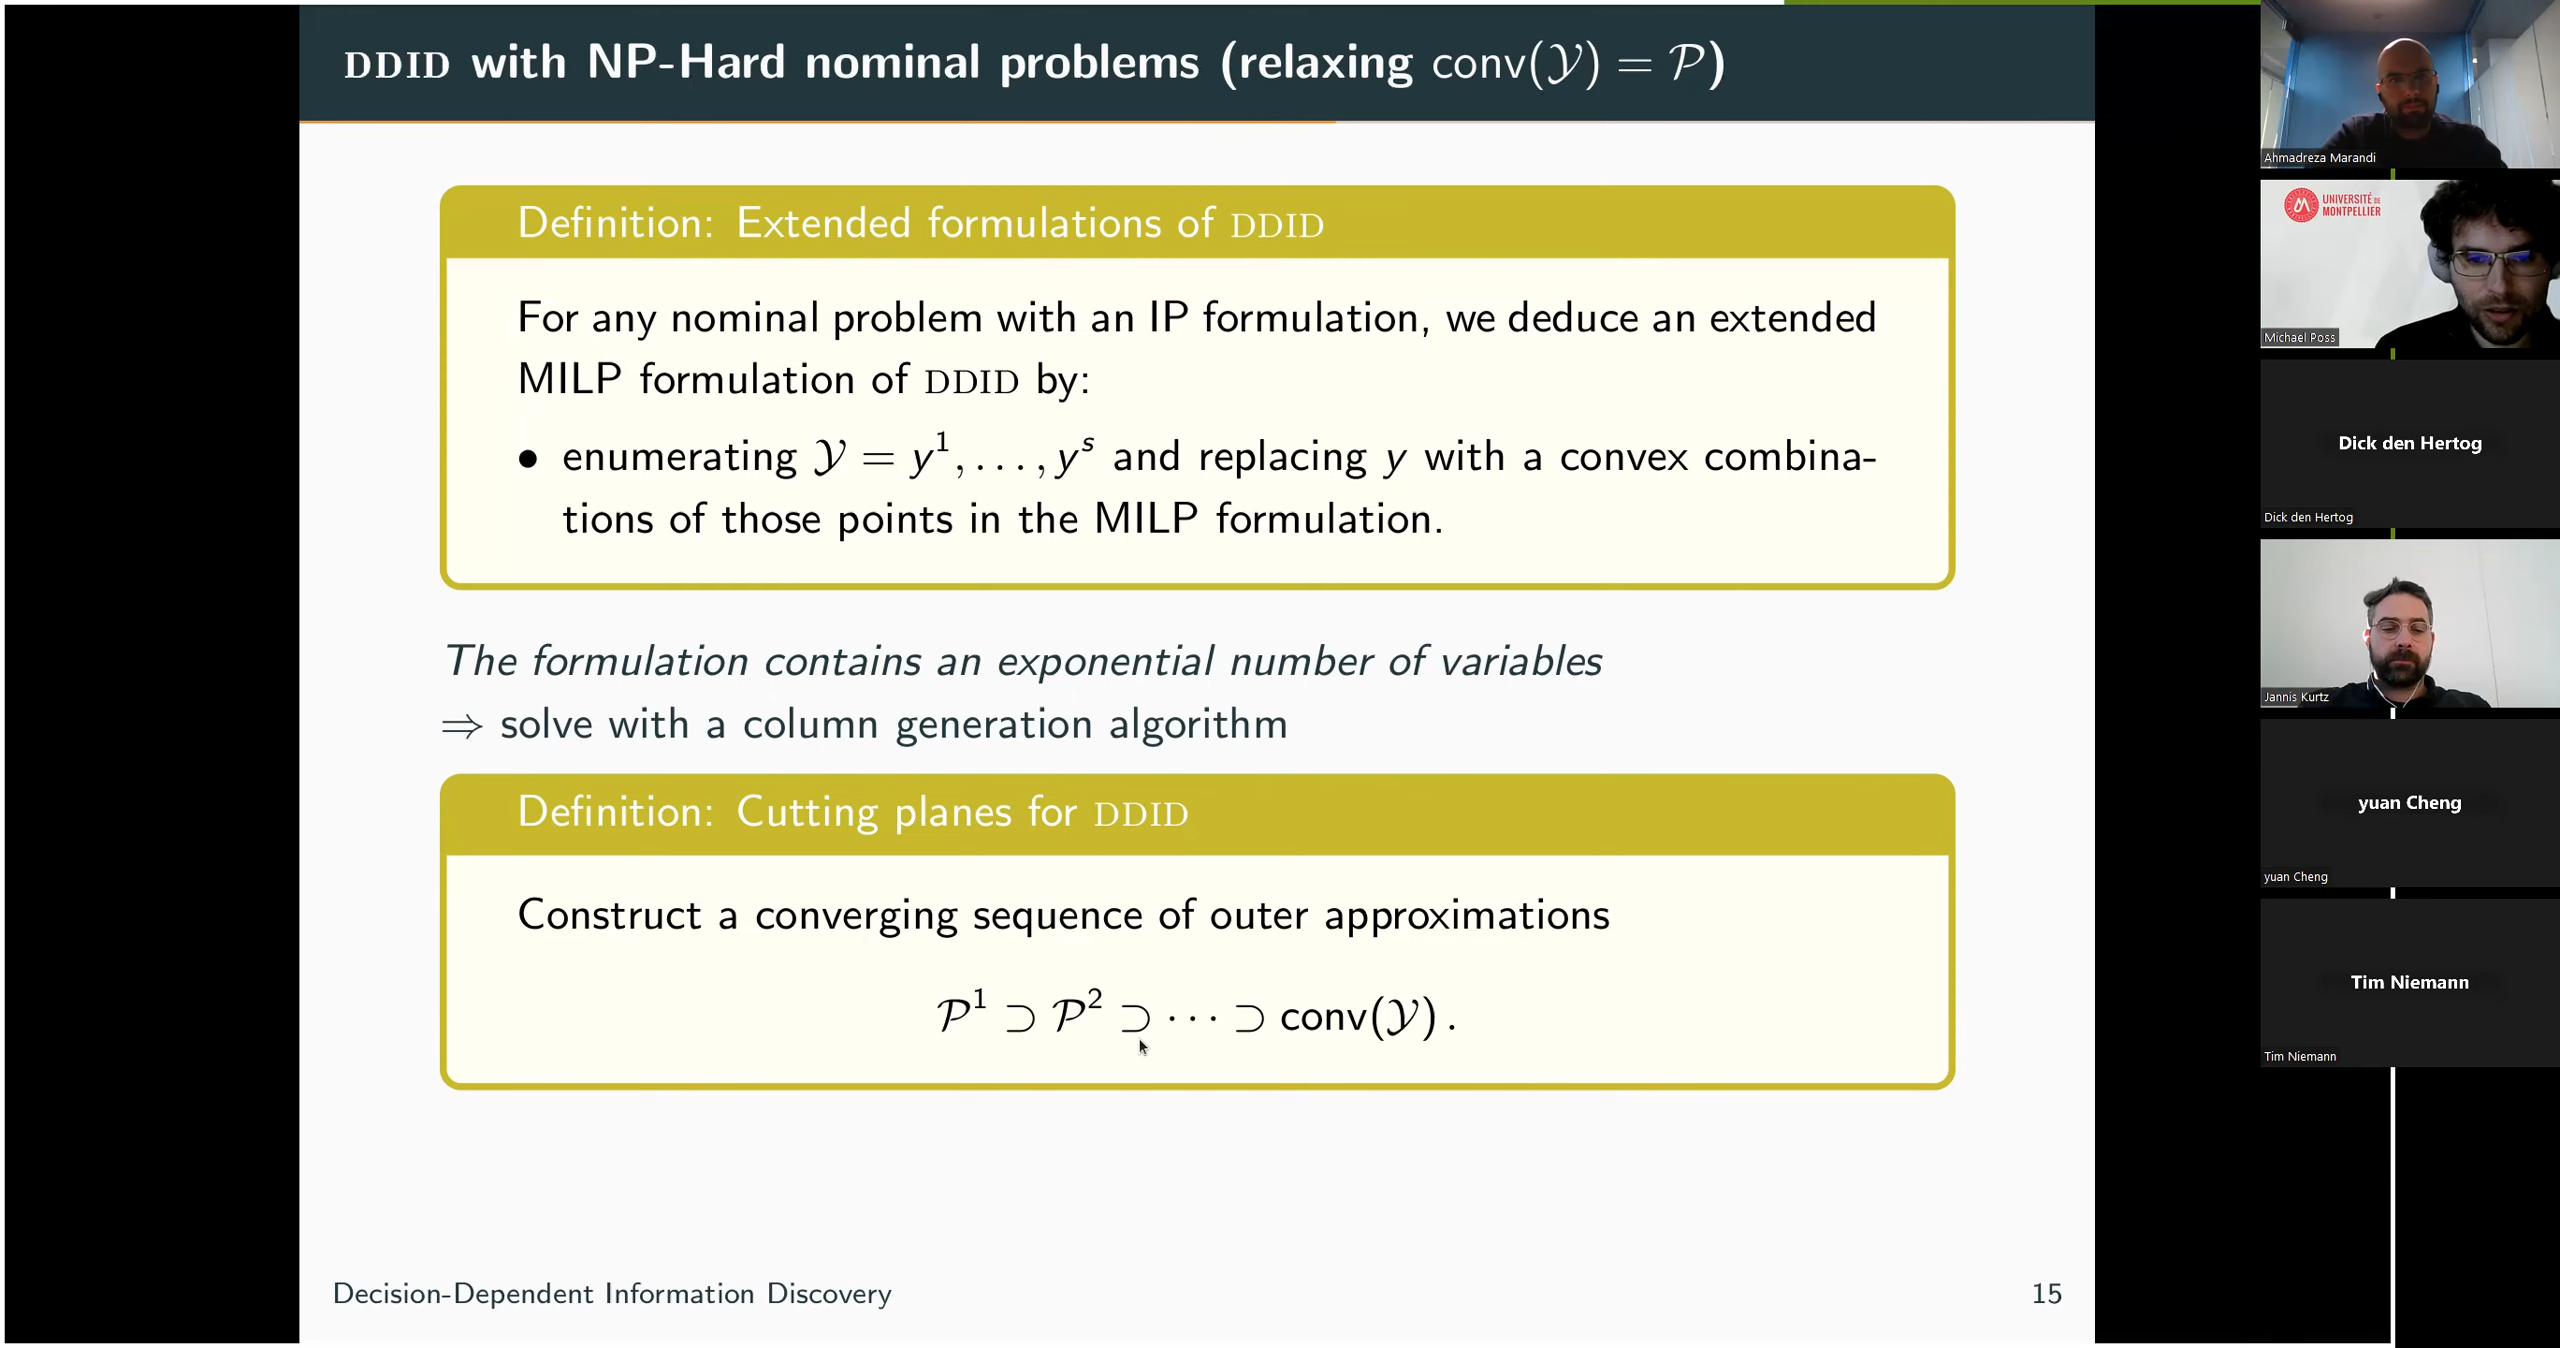 DDID with NP-Hard nominal problems (relaxing conv(𝒴) = 𝒫)
Definition: Extended formulations of DDID
For any nominal problem with an IP formulation, we deduce an extended
MILP formulation of DDID by:
• enumerating 𝒴 = y¹, . . . , yˢ and replacing y with a convex combina-
tions of those points in the MILP formulation.
The formulation contains an exponential number of variables
⇒ solve with a column generation algorithm
Definition: Cutting planes for DDID
Construct a converging sequence of outer approximations
𝒫¹ ⊃ 𝒫² ⊃ · · · ⊃ conv(𝒴) .
Decision-Dependent Information Discovery
15
Ahmadreza Marandi
UNIVERSITÉ DE
MONTPELLIER
Michael Poss
Dick den Hertog
Dick den Hertog
Jannis Kurtz
yuan Cheng
yuan Cheng
Tim Niemann
Tim Niemann